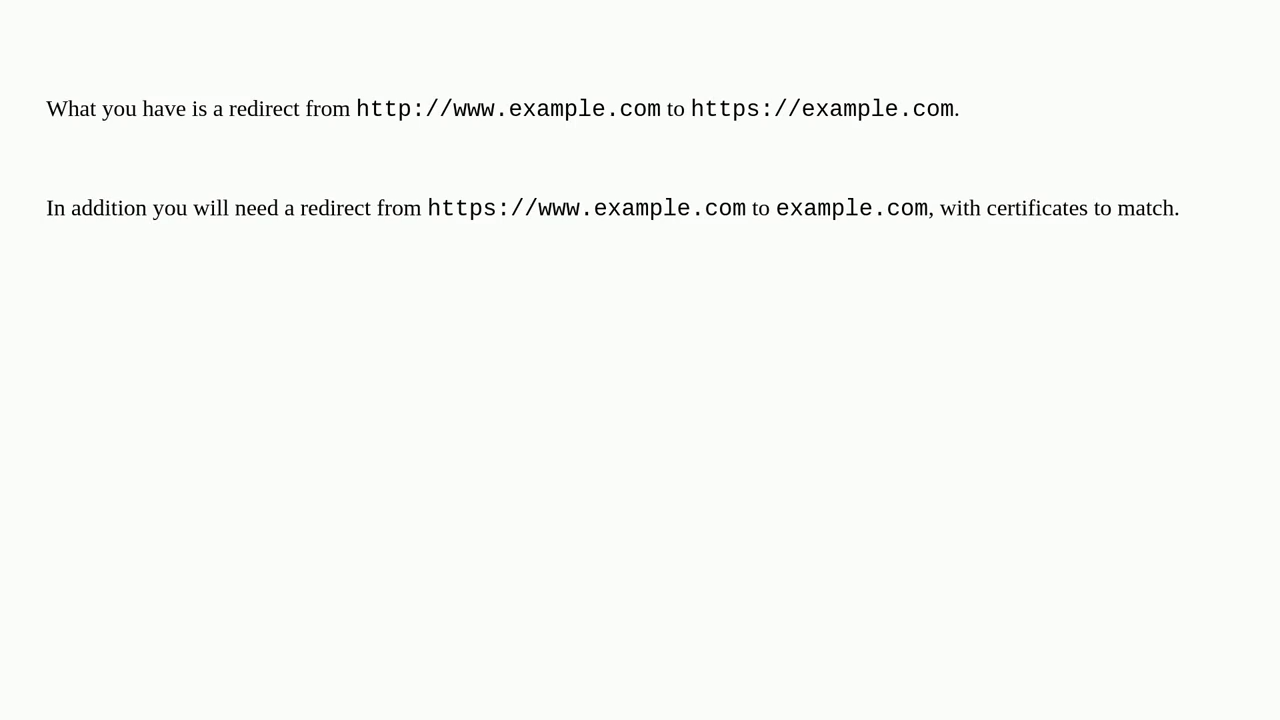 What you have is a redirect from http://www.example.com to https://example.com.
In addition you will need a redirect from https://www.example.com to example.com, with certificates to match.